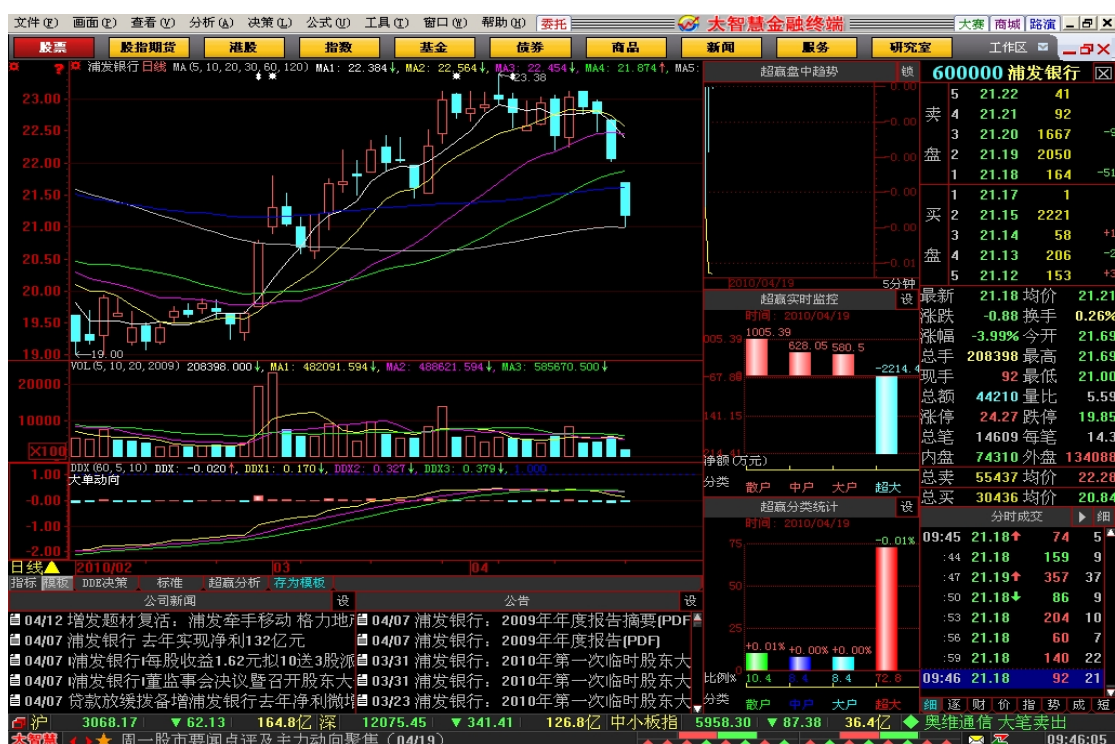 文件(F) 画面(P) 查看(V) 分析(A) 决策(L) 公式(U) 工具(T) 窗口(W) 帮助(H) 委托 大智慧金融终端 大赛 商城 路演
股票 股指期货 港股 指数 基金 债券 商品 新闻 服务 研究室 工作区
浦发银行日线 MA(5,10,20,30,60,120) MA1: 22.384↓, MA2: 22.564↓, MA3: 22.454↓, MA4: 21.874↑, MA5:
23.38
23.00
22.50
22.00
21.50
21.00
20.50
20.00
19.50
19.00
←19.00
VOL(5,10,20,2009) 208398.000↓, MA1: 482091.594↓, MA2: 488621.594↓, MA3: 585670.500↓
20000
10000
X100
DDX(60,5,10) DDX: -0.020↑, DDX1: 0.170↓, DDX2: 0.327↓, DDX3: 0.379↓, 1.000
大单动向
1.00
-0.00
-1.00
-2.00
日线 2010/02 03 04
指标 模板 DDE决策 标准 超赢分析 存为模板
公司新闻 设
04/12 增发题材复活：浦发牵手移动 格力地产
04/07 浦发银行 去年实现净利132亿元
04/07 浦发银行每股收益1.62元拟10送3股派
04/07 浦发银行董监事会决议暨召开股东大
04/07 贷款放缓拨备增浦发银行去年净利微增
公告 设
04/07 浦发银行：2009年年度报告摘要(PDF
04/07 浦发银行：2009年年度报告(PDF)
03/31 浦发银行：2010年第一次临时股东大
03/31 浦发银行：2010年第一次临时股东大
03/23 浦发银行：2010年第一次临时股东大
超赢盘中趋势 锁
-0.00
-0.00
-0.00
-0.00
-0.01
2010/04/19 5分钟
超赢实时监控 设
时间: 2010/04/19
1005.39 628.05 580.5 -2214.4
005.39
-67.86
141.15
214.41
净额(万元)
分类 散户 中户 大户 超大
超赢分类统计 设
时间: 2010/04/19
75
50
25
0
+0.01% +0.00% +0.00% -0.01%
比例% 10.4 8.4 8.4 72.8
分类 散户 中户 大户 超大
600000 浦发银行
卖盘
5 21.22 41
4 21.21 92
3 21.20 1667
2 21.19 2050
1 21.18 164 -51
买盘
1 21.17 1
2 21.15 2221
3 21.14 58 +1
4 21.13 206 -2
5 21.12 153 +3
最新 21.18 均价 21.21
涨跌 -0.88 换手 0.26%
涨幅 -3.99% 今开 21.69
总手 208398 最高 21.69
现手 92 最低 21.00
总额 44210 量比 5.59
涨停 24.27 跌停 19.85
总笔 14609 每笔 14.3
内盘 74310 外盘 134088
总卖 55437 均价 22.28
总买 30436 均价 20.84
分时成交 细
09:45 21.18↑ 74 5
:44 21.18 159 9
:47 21.19↑ 357 37
:50 21.18↓ 86 9
:53 21.18 204 10
:56 21.18 60 7
:59 21.18 140 22
09:46 21.18 92 21
细 逐 财 价 指 势 成 短
沪 3068.17 ▼62.13 164.8亿 深 12075.45 ▼341.41 126.8亿 中小板指 5958.30 ▼87.38 36.4亿 ◆奥维通信 大笔卖出
大智慧 周一股市要闻点评及主力动向聚焦 (04/19) 09:46:05